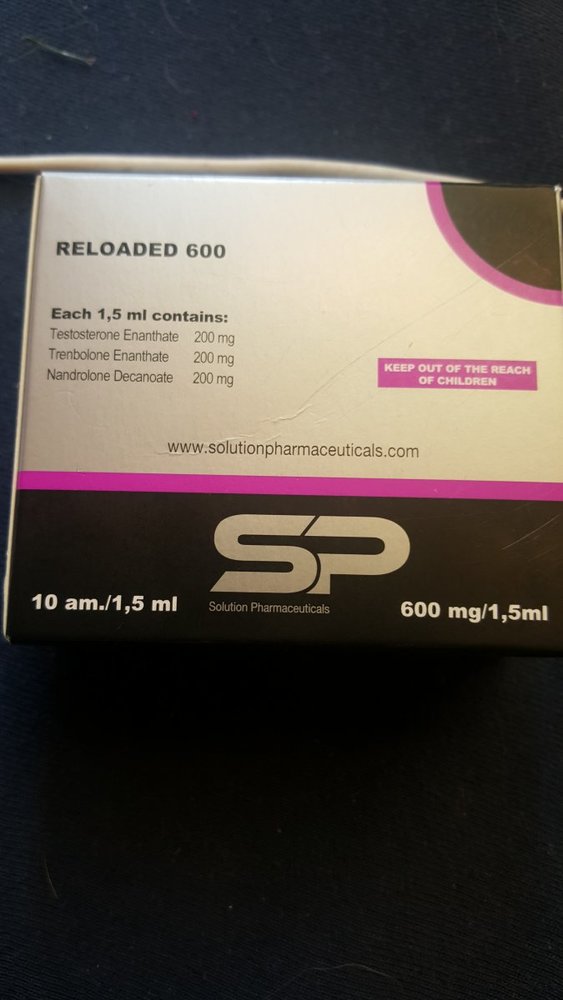 RELOADED 600
Each 1,5 ml contains:
Testosterone Enanthate 200 mg
Trenbolone Enanthate 200 mg
Nandrolone Decanoate 200 mg
KEEP OUT OF THE REACH
OF CHILDREN
www.solutionpharmaceuticals.com
SP
Solution Pharmaceuticals
10 am./1,5 ml
600 mg/1,5ml